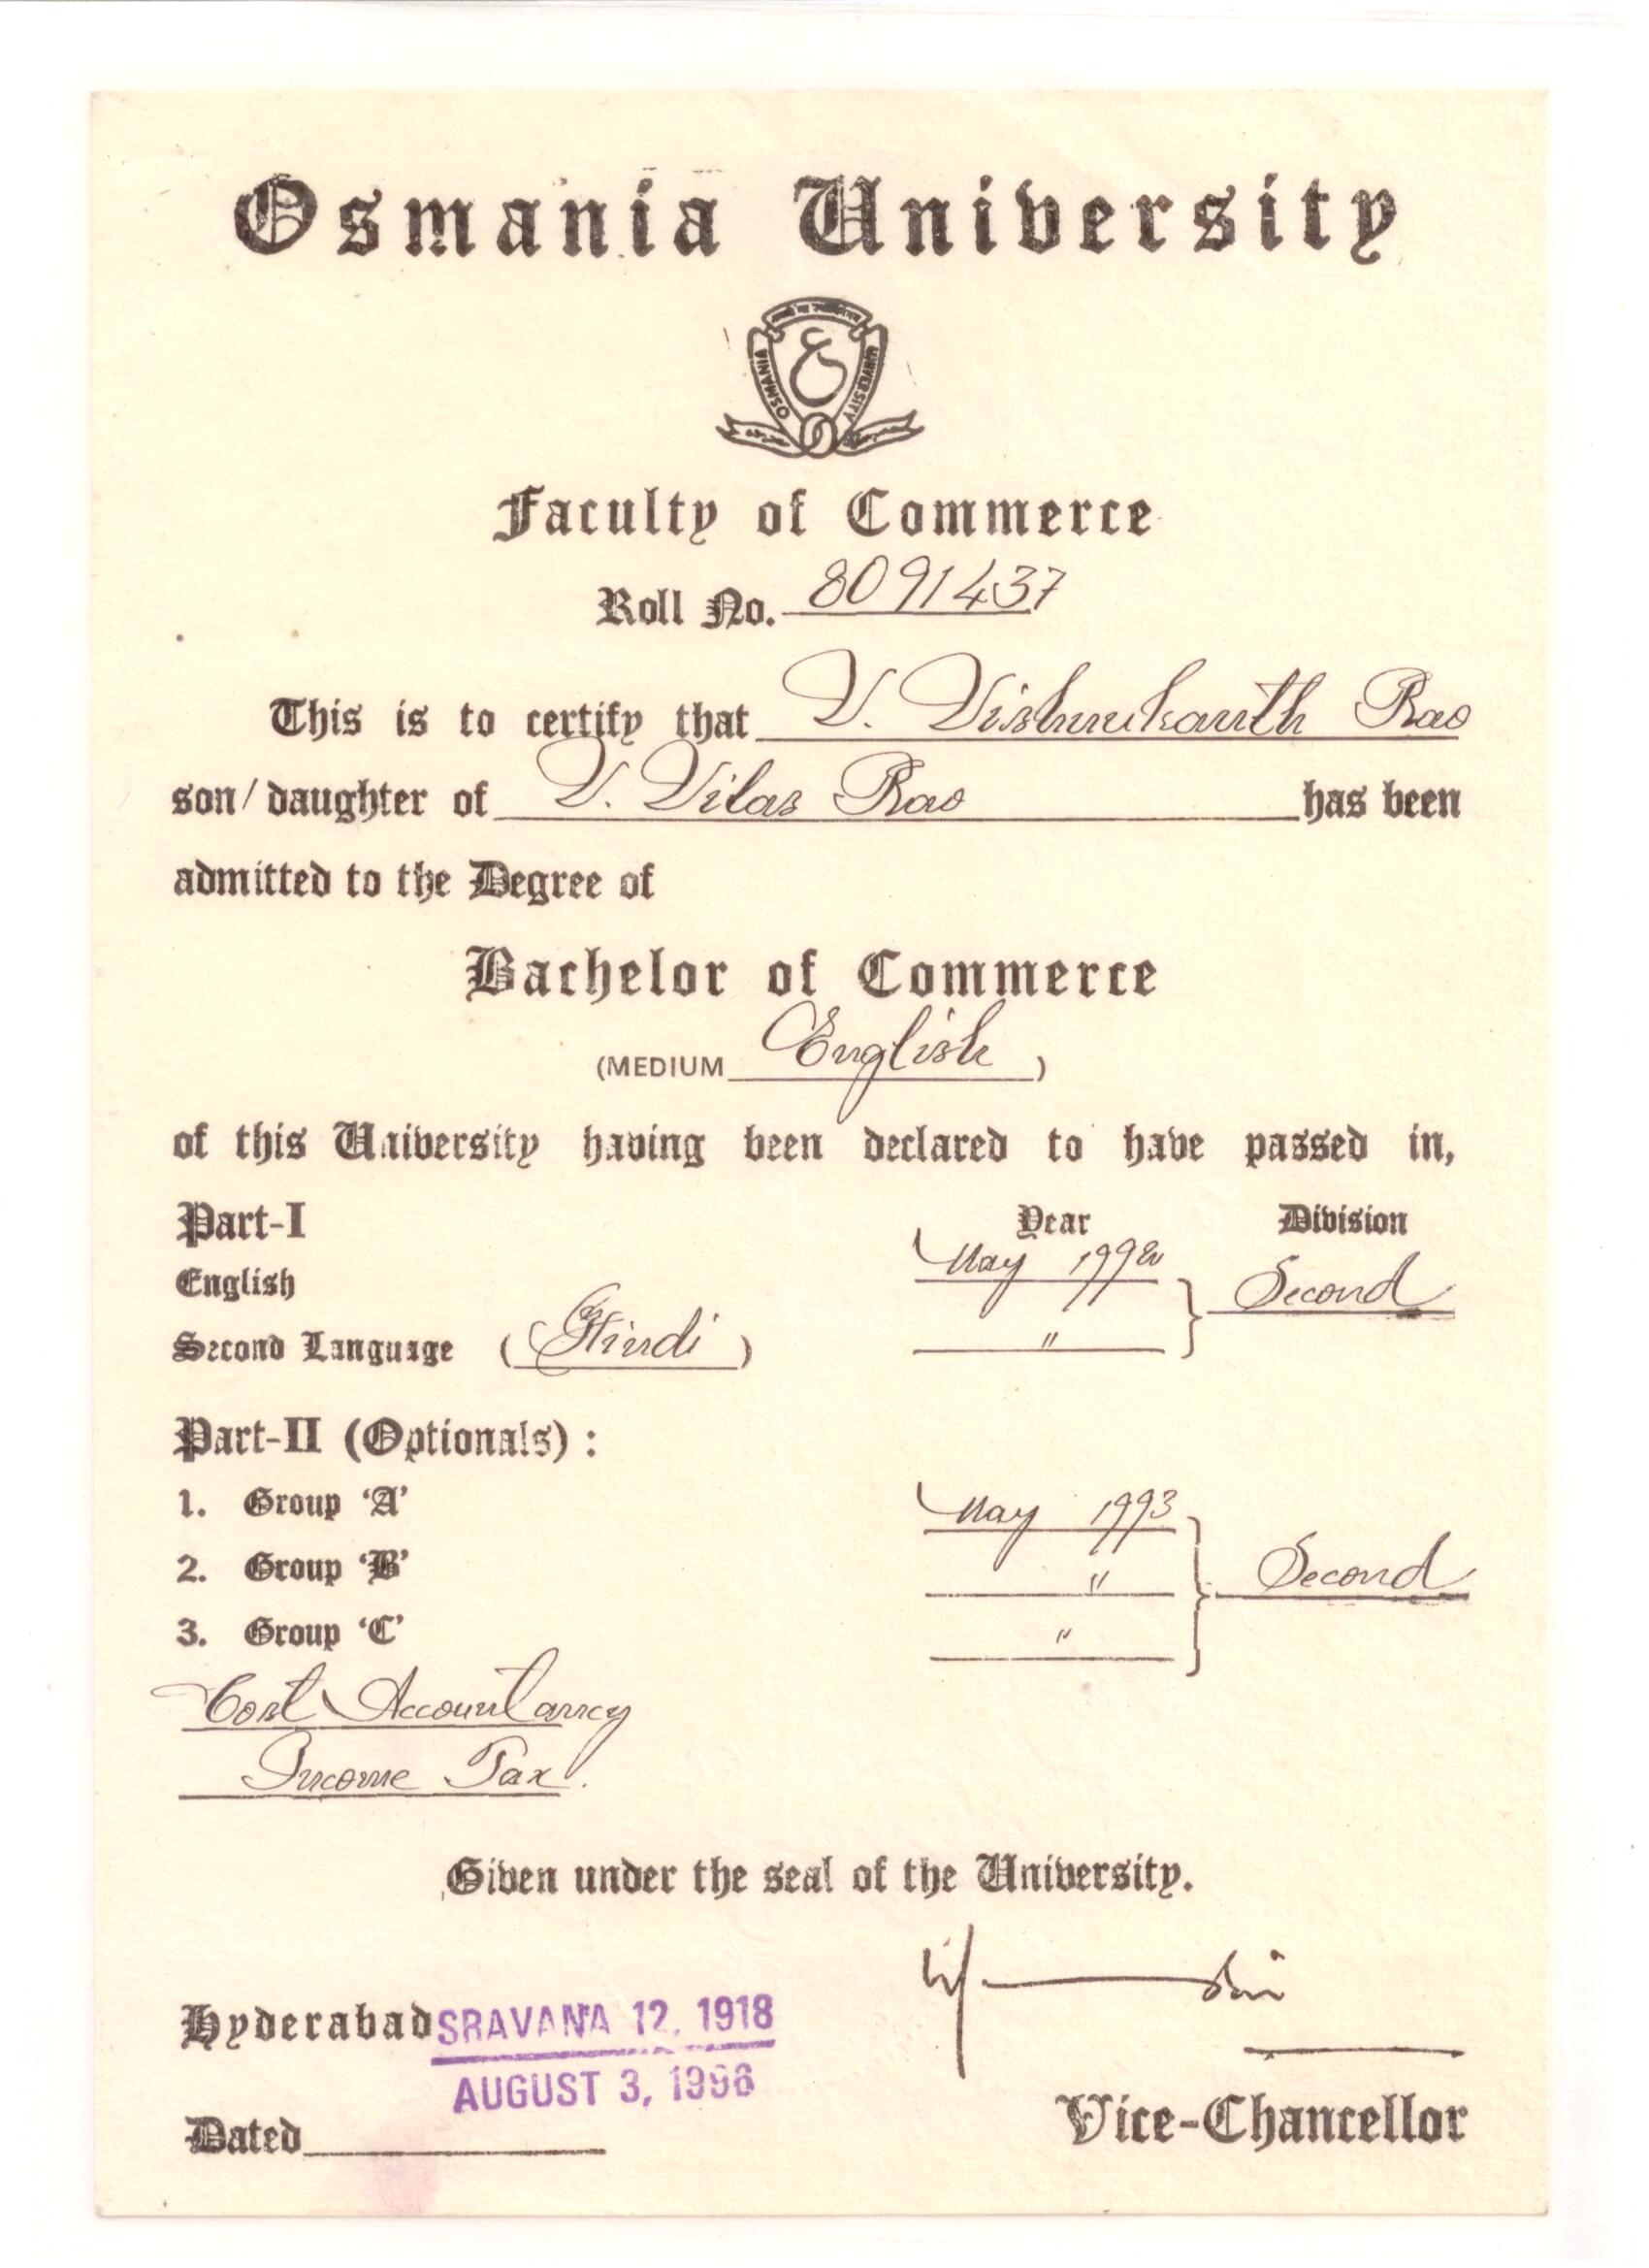 Osmania University
OSMANIA UNIVERSITY
Faculty of Commerce
Roll No. 8091437
This is to certify that V. Vishnukanth Rao
son/daughter of V. Vilas Rao has been
admitted to the Degree of
Bachelor of Commerce
(MEDIUM English)
of this University having been declared to have passed in,
Part-I Year Division
English May 1992 Second
Second Language (Hindi) "
Part-II (Optionals) :
1. Group 'A' May 1993
2. Group 'B' " Second
3. Group 'C' "
Cost Accountancy
Income Tax.
Given under the seal of the University.
Hyderabad SRAVANA 12, 1918
AUGUST 3, 1996
Dated
Vice-Chancellor